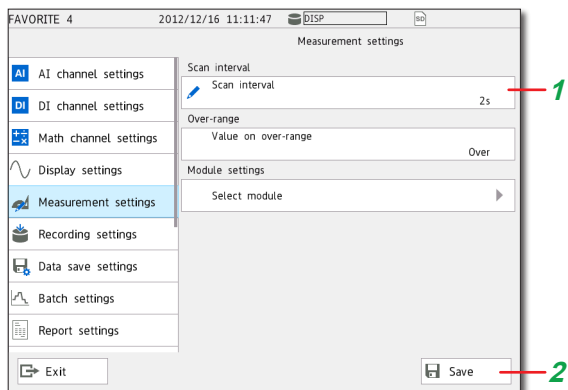 FAVORITE 4 2012/12/16 11:11:47 DISP SD
Measurement settings
AI AI channel settings
DI DI channel settings
Math channel settings
Display settings
Measurement settings
Recording settings
Data save settings
Batch settings
Report settings
Scan interval
Scan interval
2s
Over-range
Value on over-range
Over
Module settings
Select module
Exit
Save
1
2